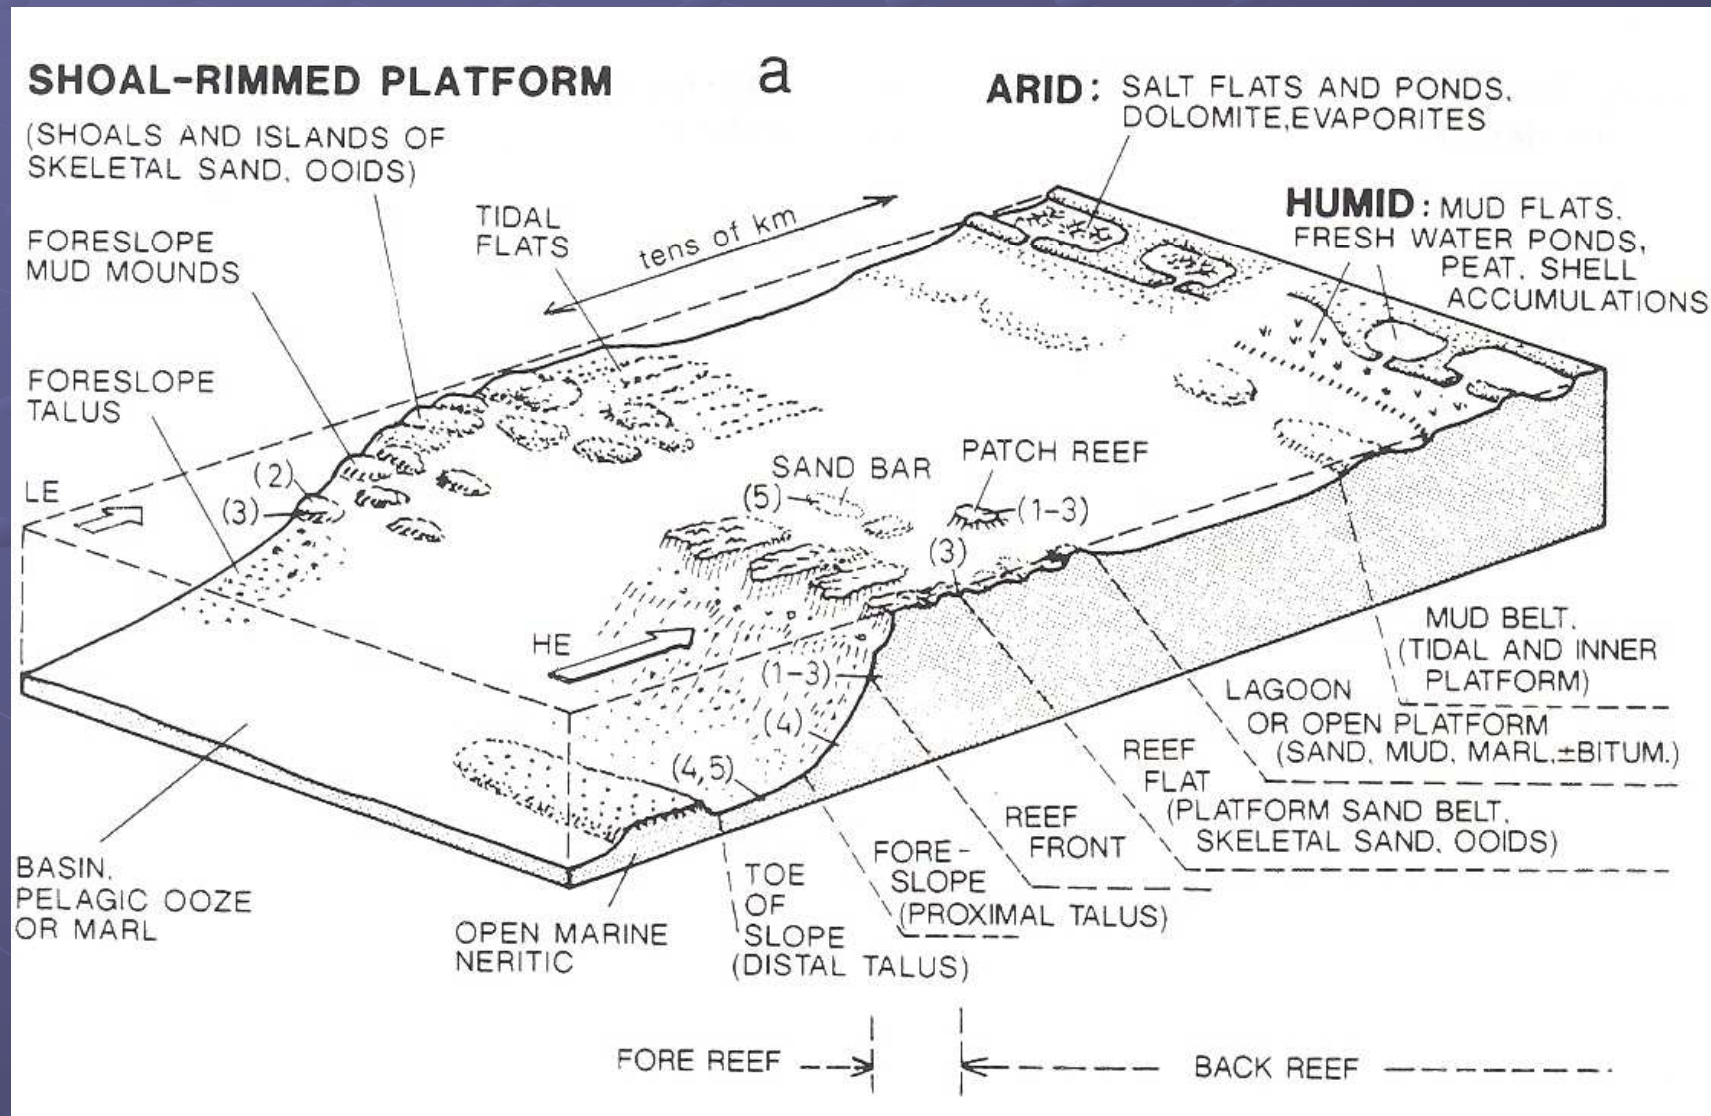 SHOAL-RIMMED PLATFORM
(SHOALS AND ISLANDS OF
SKELETAL SAND, OOIDS)
a
ARID: SALT FLATS AND PONDS,
DOLOMITE,EVAPORITES
HUMID: MUD FLATS,
FRESH WATER PONDS,
PEAT, SHELL
ACCUMULATIONS
FORESLOPE
MUD MOUNDS
TIDAL
FLATS
tens of km
FORESLOPE
TALUS
LE
(2)
(3)
SAND BAR
(5)
PATCH REEF
(1-3)
(3)
HE
(1-3)
(4)
(4,5)
MUD BELT,
(TIDAL AND INNER
PLATFORM)
LAGOON
OR OPEN PLATFORM
(SAND, MUD, MARL,±BITUM.)
REEF
FLAT
(PLATFORM SAND BELT,
SKELETAL SAND, OOIDS)
REEF
FRONT
FORE-
SLOPE
(PROXIMAL TALUS)
TOE
OF
SLOPE
(DISTAL TALUS)
OPEN MARINE
NERITIC
BASIN,
PELAGIC OOZE
OR MARL
FORE REEF
BACK REEF